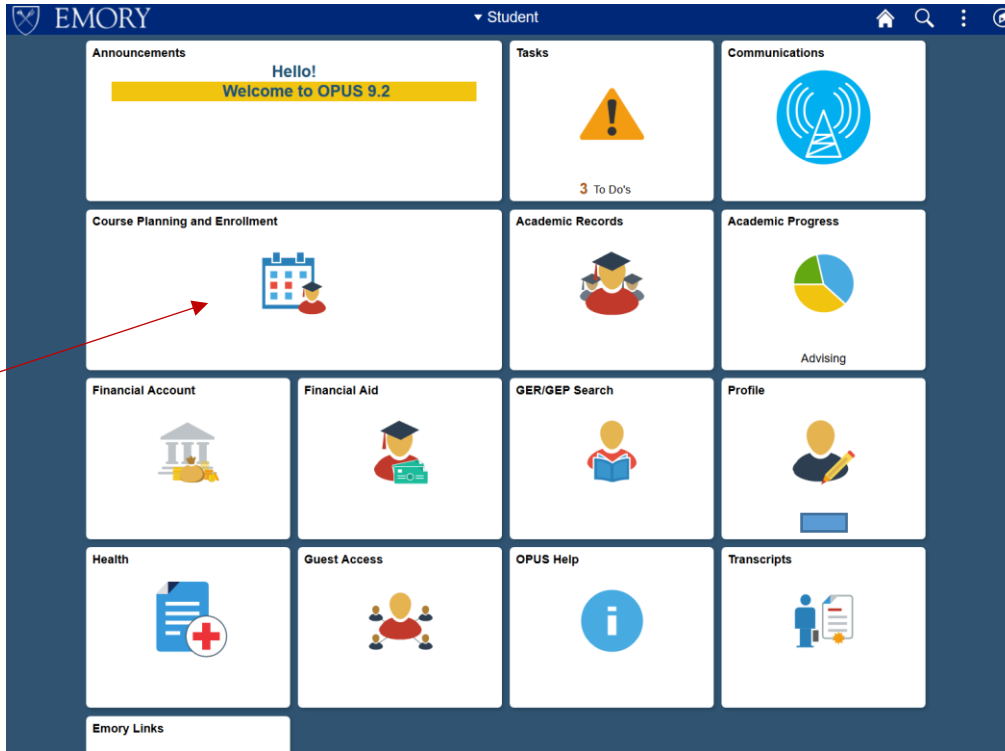 EMORY
Student
Announcements
Hello!
Welcome to OPUS 9.2
Tasks
3 To Do's
Communications
Course Planning and Enrollment
Academic Records
Academic Progress
Advising
Financial Account
Financial Aid
GER/GEP Search
Profile
Health
Guest Access
OPUS Help
i
Transcripts
Emory Links